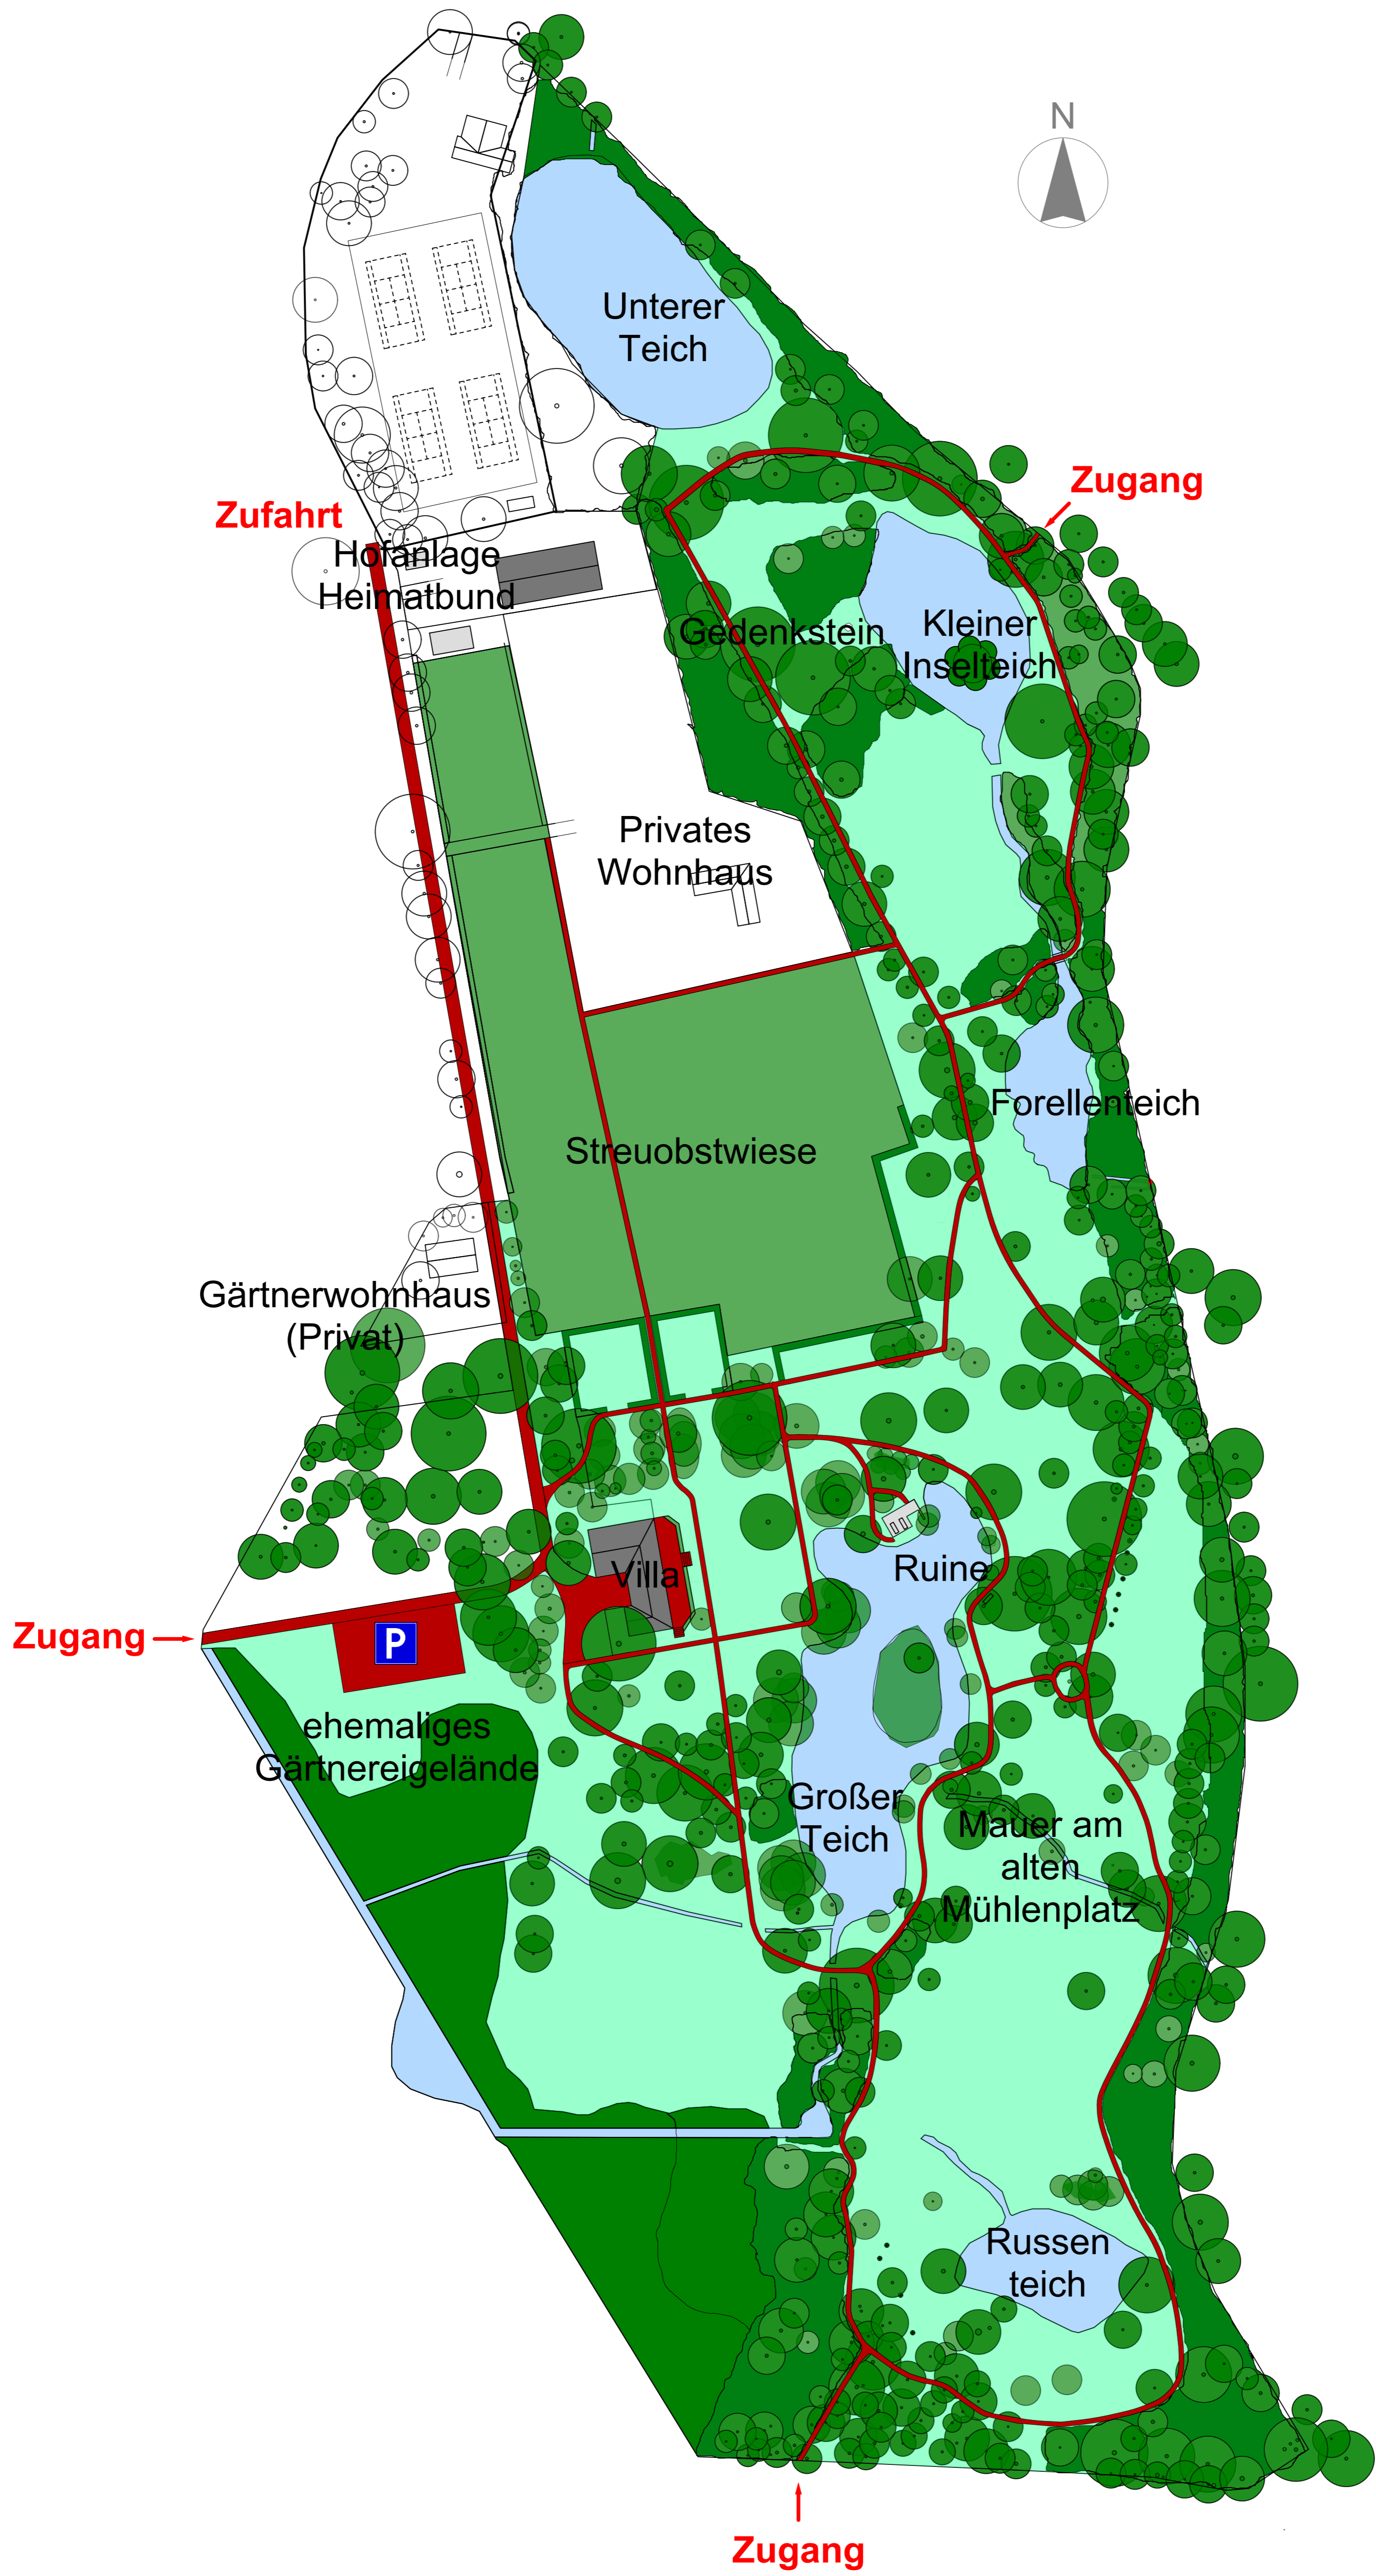 N
Unterer
Teich
Zugang
Zufahrt
Hofanlage
Heimatbund
Gedenkstein
Kleiner
Inselteich
Privates
Wohnhaus
Forellenteich
Streuobstwiese
Gärtnerwohnhaus
(Privat)
Villa
Ruine
Zugang
P
ehemaliges
Gärtnereigelände
Großer
Teich
Mauer am
alten
Mühlenplatz
Russen
teich
Zugang